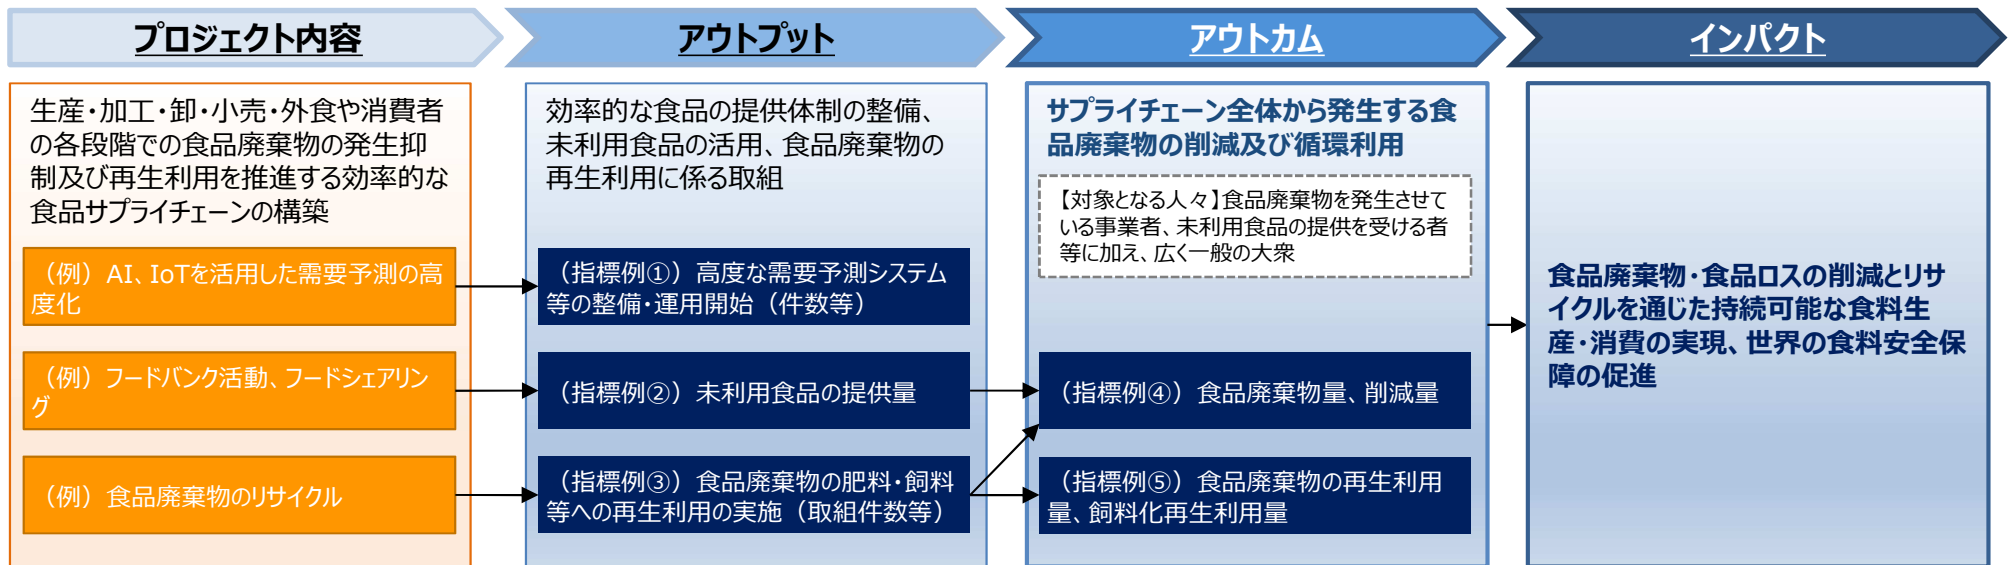 プロジェクト内容
アウトプット
アウトカム
インパクト
生産・加工・卸・小売・外食や消費者
の各段階での食品廃棄物の発生抑
制及び再生利用を推進する効率的な
食品サプライチェーンの構築
（例）AI、IoTを活用した需要予測の高
度化
（例）フードバンク活動、フードシェアリン
グ
（例）食品廃棄物のリサイクル
効率的な食品の提供体制の整備、
未利用食品の活用、食品廃棄物の
再生利用に係る取組
（指標例①）高度な需要予測システム
等の整備・運用開始（件数等）
（指標例②）未利用食品の提供量
（指標例③）食品廃棄物の肥料・飼料
等への再生利用の実施（取組件数等）
サプライチェーン全体から発生する食
品廃棄物の削減及び循環利用
【対象となる人々】食品廃棄物を発生させて
いる事業者、未利用食品の提供を受ける者
等に加え、広く一般の大衆
（指標例④）食品廃棄物量、削減量
（指標例⑤）食品廃棄物の再生利用
量、飼料化再生利用量
食品廃棄物・食品ロスの削減とリサ
イクルを通じた持続可能な食料生
産・消費の実現、世界の食料安全保
障の促進